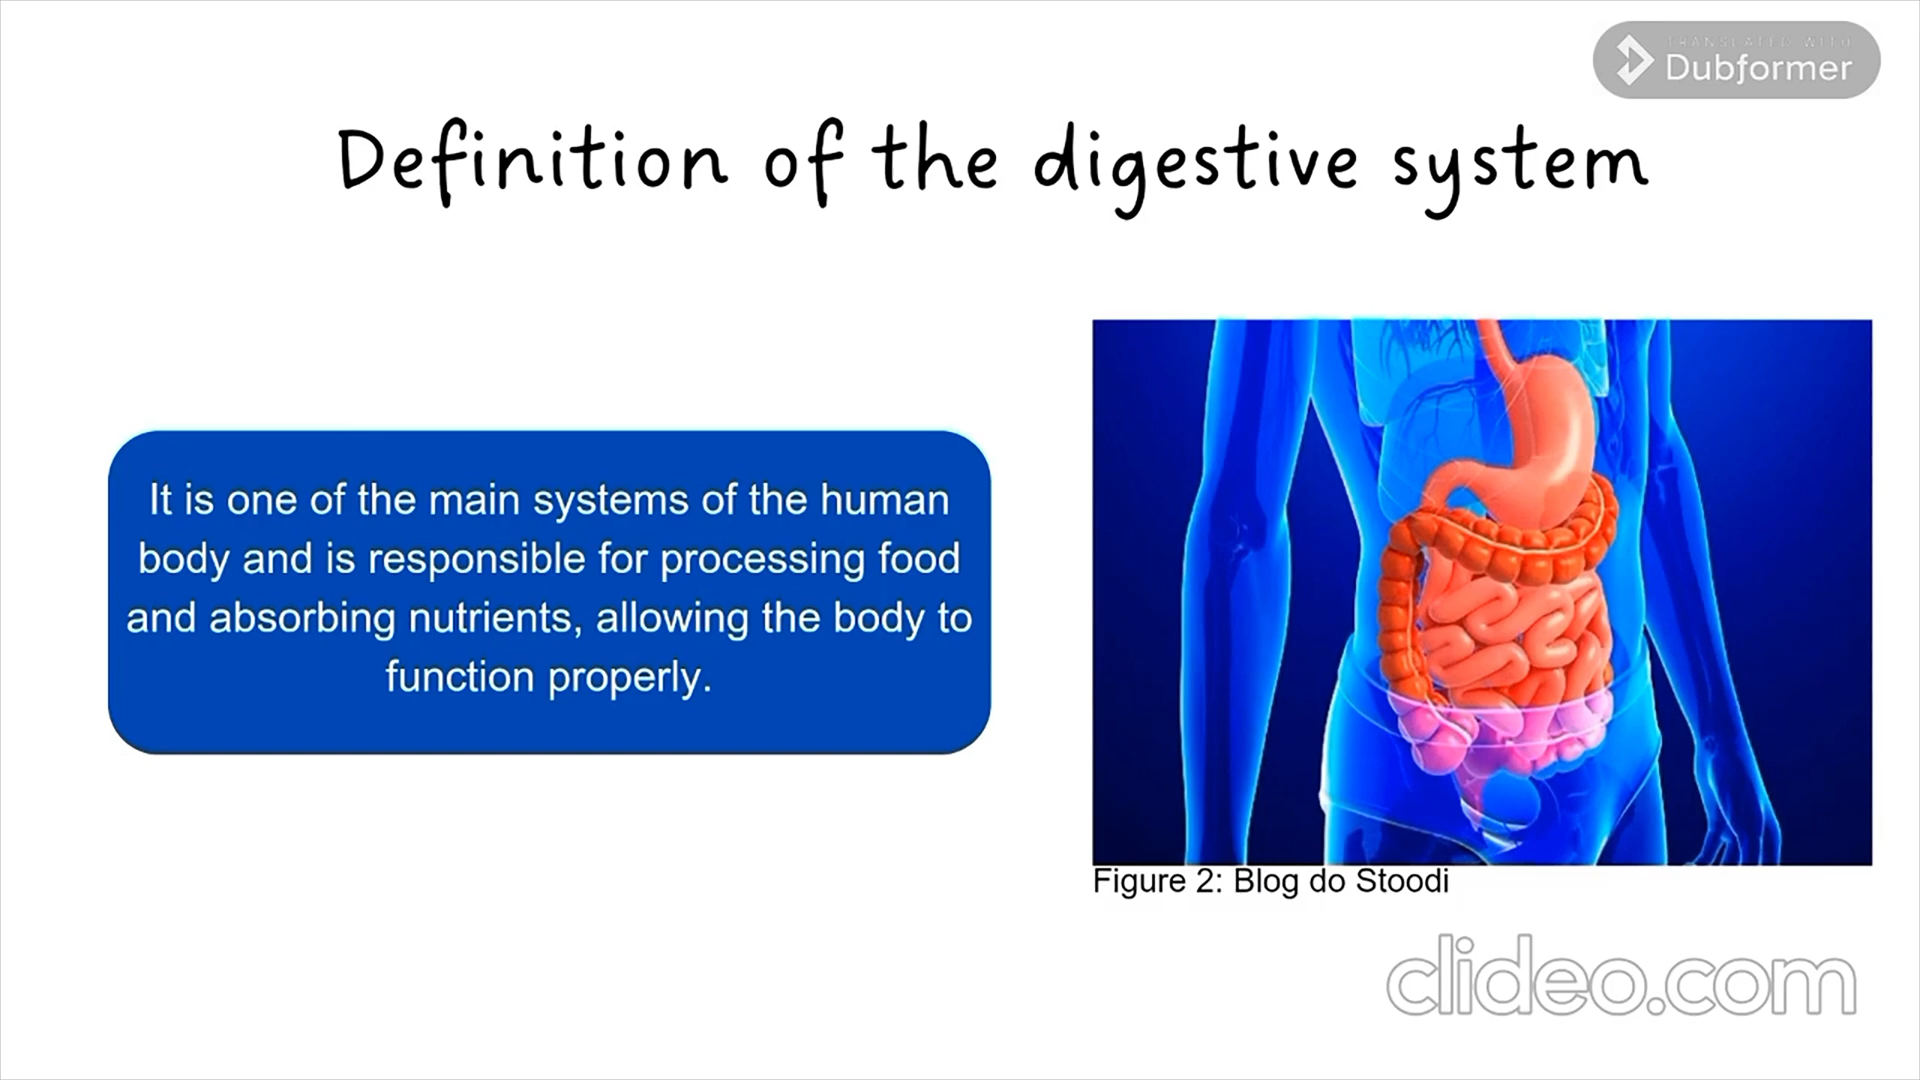 TRANSLATED WITH
Dubformer
Definition of the digestive system
It is one of the main systems of the human
body and is responsible for processing food
and absorbing nutrients, allowing the body to
function properly.
Figure 2: Blog do Stoodi
clideo.com